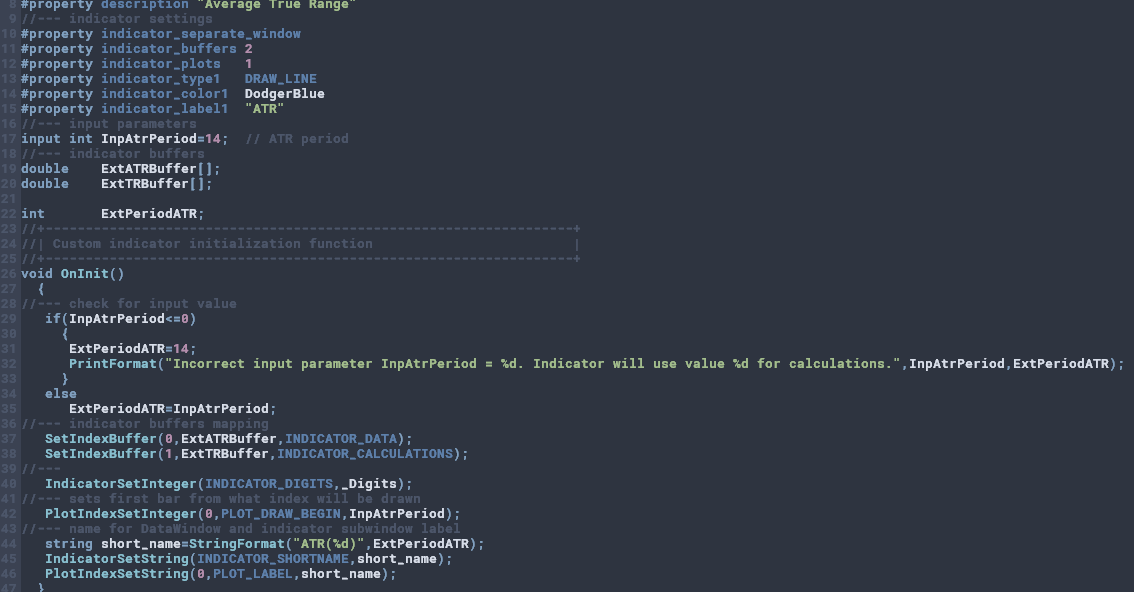 8 #property description "Average True Range"
9 //--- indicator settings
10 #property indicator_separate_window
11 #property indicator_buffers 2
12 #property indicator_plots   1
13 #property indicator_type1   DRAW_LINE
14 #property indicator_color1  DodgerBlue
15 #property indicator_label1  "ATR"
16 //--- input parameters
17 input int InpAtrPeriod=14;  // ATR period
18 //--- indicator buffers
19 double    ExtATRBuffer[];
20 double    ExtTRBuffer[];
21
22 int       ExtPeriodATR;
23 //+------------------------------------------------------------------+
24 //| Custom indicator initialization function                         |
25 //+------------------------------------------------------------------+
26 void OnInit()
27   {
28 //--- check for input value
29    if(InpAtrPeriod<=0)
30      {
31       ExtPeriodATR=14;
32       PrintFormat("Incorrect input parameter InpAtrPeriod = %d. Indicator will use value %d for calculations.",InpAtrPeriod,ExtPeriodATR);
33      }
34    else
35       ExtPeriodATR=InpAtrPeriod;
36 //--- indicator buffers mapping
37    SetIndexBuffer(0,ExtATRBuffer,INDICATOR_DATA);
38    SetIndexBuffer(1,ExtTRBuffer,INDICATOR_CALCULATIONS);
39 //---
40    IndicatorSetInteger(INDICATOR_DIGITS,_Digits);
41 //--- sets first bar from what index will be drawn
42    PlotIndexSetInteger(0,PLOT_DRAW_BEGIN,InpAtrPeriod);
43 //--- name for DataWindow and indicator subwindow label
44    string short_name=StringFormat("ATR(%d)",ExtPeriodATR);
45    IndicatorSetString(INDICATOR_SHORTNAME,short_name);
46    PlotIndexSetString(0,PLOT_LABEL,short_name);
47   }